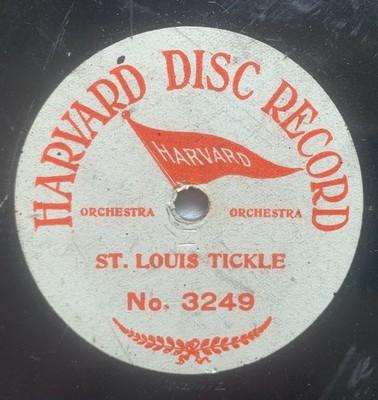 HARVARD DISC RECORD
HARVARD
ORCHESTRA ORCHESTRA
ST. LOUIS TICKLE
No. 3249